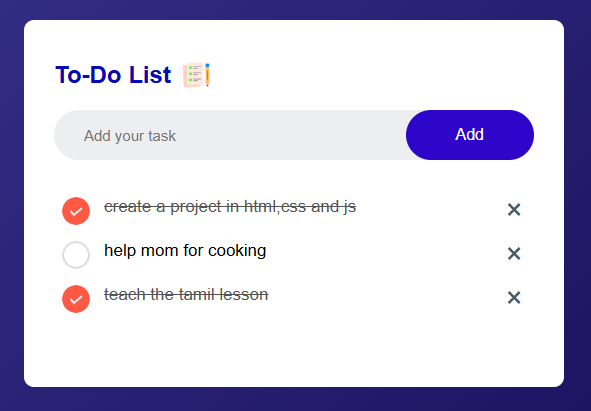 To-Do List
Add your task
Add
create a project in html,css and js
help mom for cooking
teach the tamil lesson